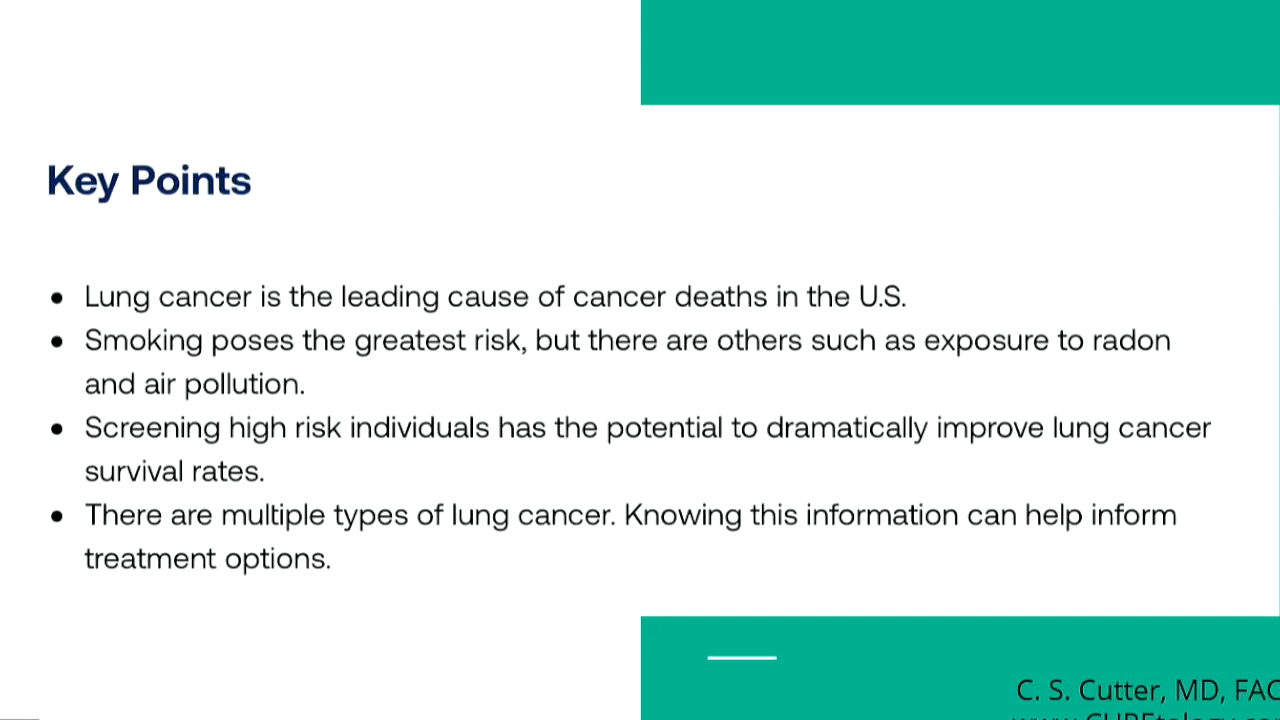 Key Points
• Lung cancer is the leading cause of cancer deaths in the U.S.
• Smoking poses the greatest risk, but there are others such as exposure to radon
and air pollution.
• Screening high risk individuals has the potential to dramatically improve lung cancer
survival rates.
• There are multiple types of lung cancer. Knowing this information can help inform
treatment options.
C. S. Cutter, MD,